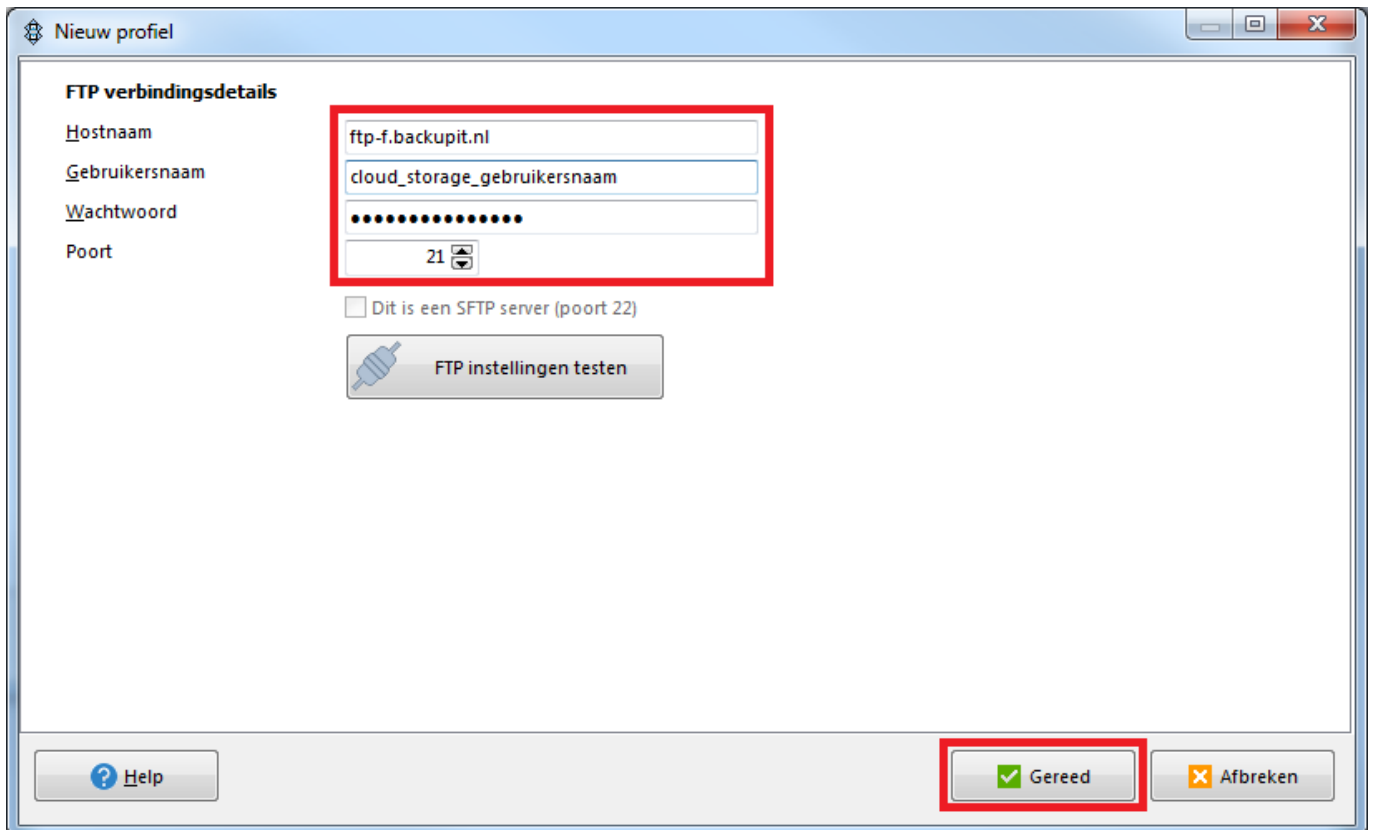 Nieuw profiel
FTP verbindingsdetails
Hostnaam
ftp-f.backupit.nl
Gebruikersnaam
cloud_storage_gebruikersnaam
Wachtwoord
●●●●●●●●●●●●●●●
Poort
21
Dit is een SFTP server (poort 22)
FTP instellingen testen
Help
Gereed
Afbreken